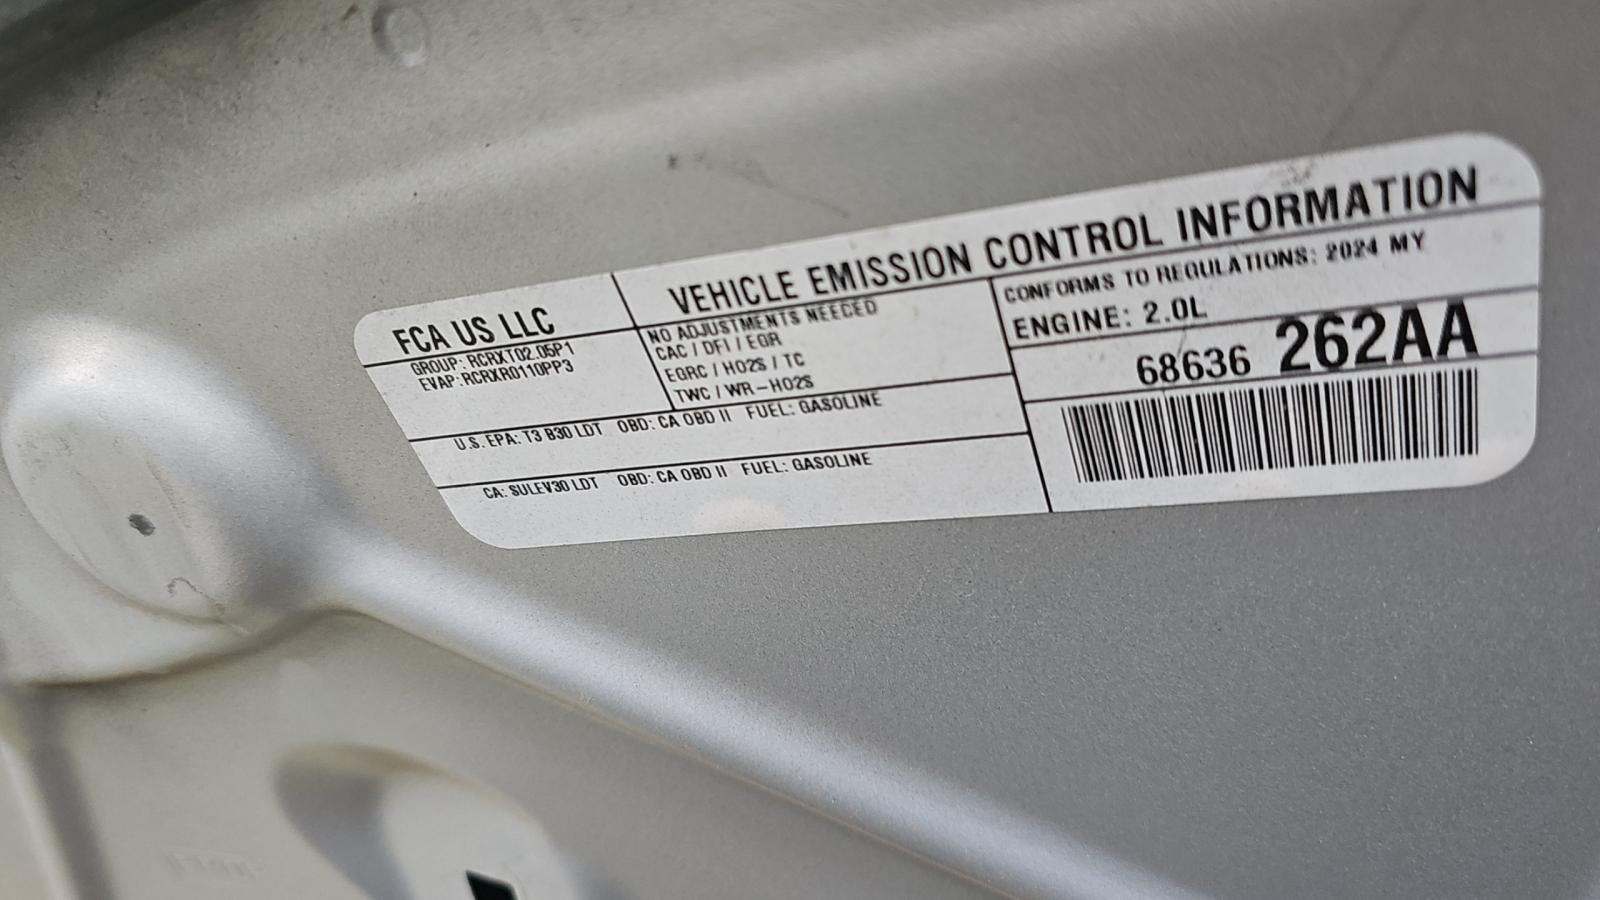 FCA US LLC
GROUP: RCRXT02.05P1
EVAP: RCRXR0110PP3
VEHICLE EMISSION CONTROL INFORMATION
NO ADJUSTMENTS NEEDED
CAC / DFI / EGR
EGRC / HO2S / TC
TWC / WR-HO2S
CONFORMS TO REGULATIONS: 2024 MY
ENGINE: 2.0L
68636 262AA
U.S. EPA: T3 B30 LDT OBD: CA OBD II FUEL: GASOLINE
CA: SULEV30 LDT OBD: CA OBD II FUEL: GASOLINE